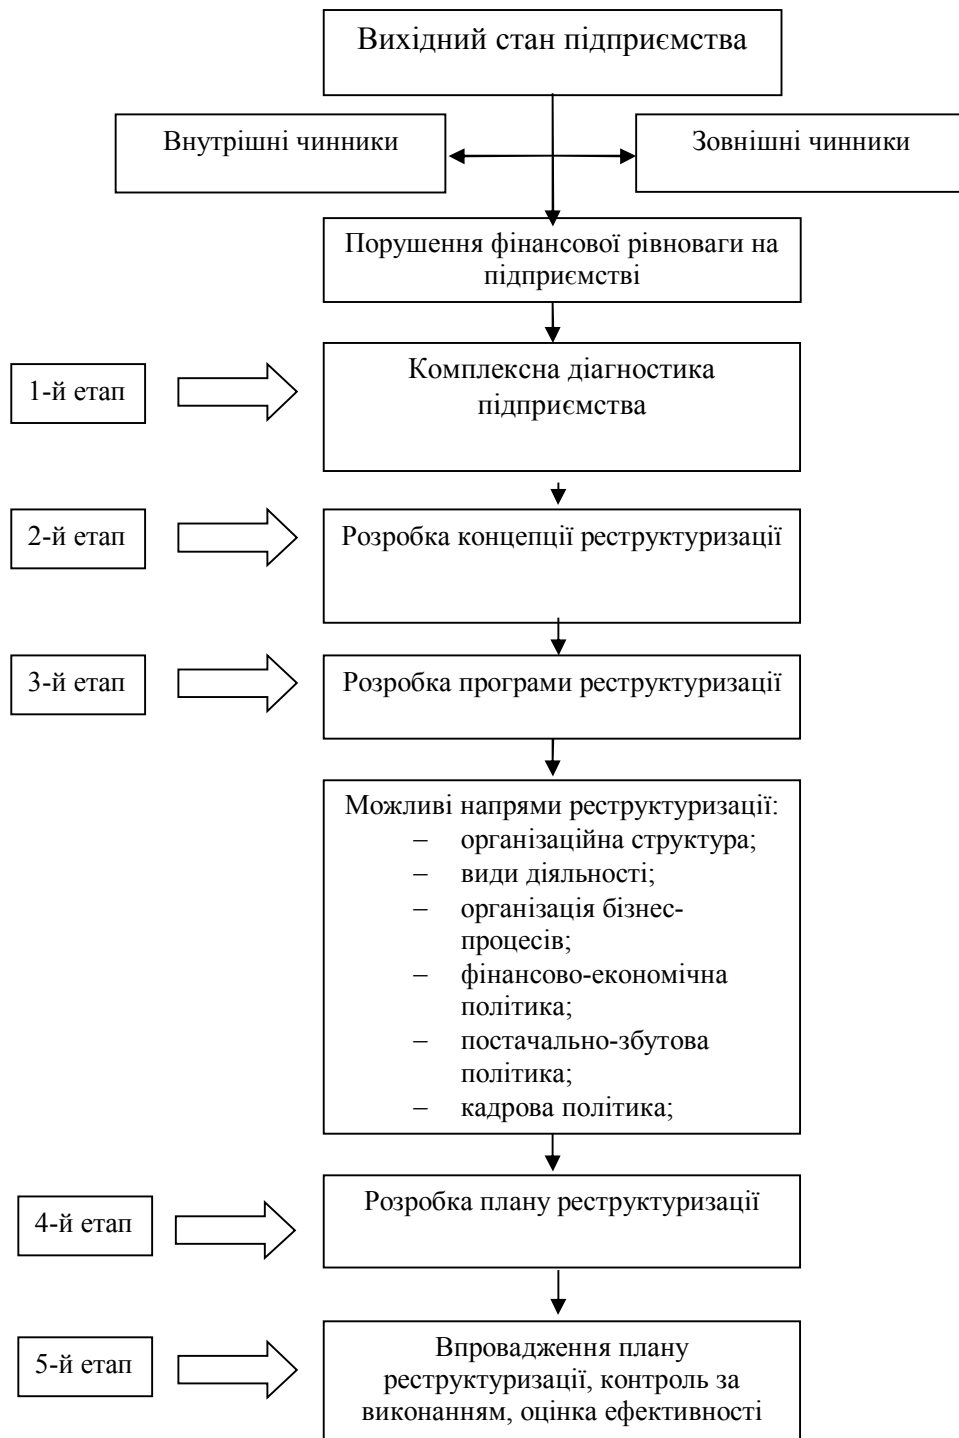 Вихідний стан підприємства
Внутрішні чинники
Зовнішні чинники
Порушення фінансової рівноваги на
підприємстві
1-й етап
Комплексна діагностика
підприємства
2-й етап
Розробка концепції реструктуризації
3-й етап
Розробка програми реструктуризації
Можливі напрями реструктуризації:
– організаційна структура;
– види діяльності;
– організація бізнес-
процесів;
– фінансово-економічна
політика;
– постачально-збутова
політика;
– кадрова політика;
4-й етап
Розробка плану реструктуризації
5-й етап
Впровадження плану
реструктуризації, контроль за
виконанням, оцінка ефективності